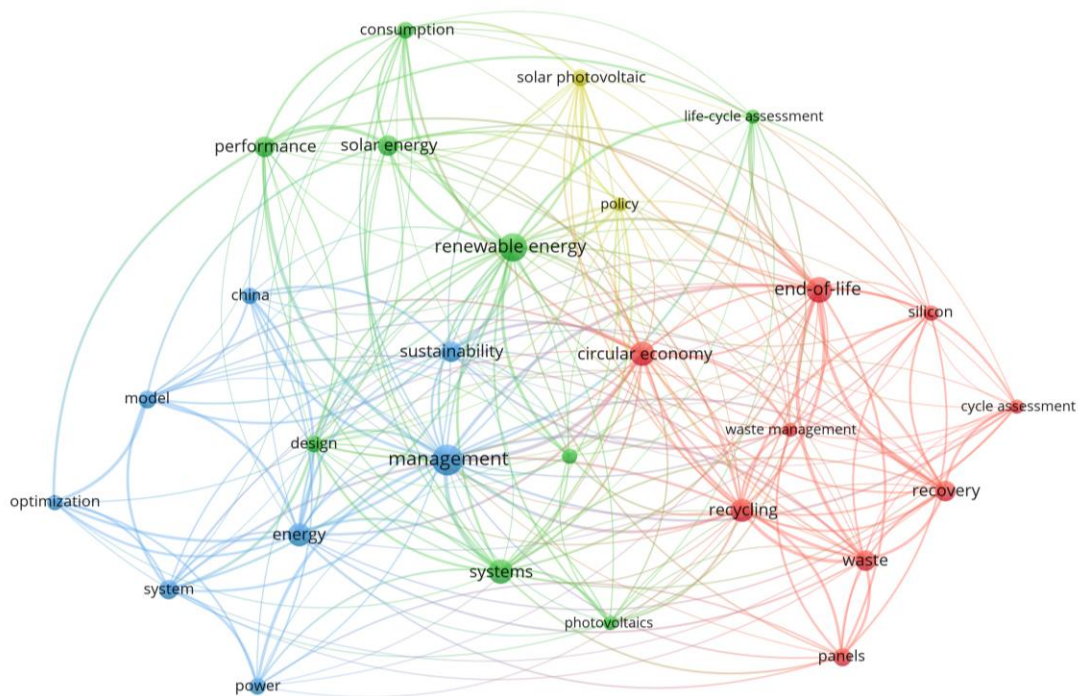 consumption
solar photovoltaic
life-cycle assessment
performance
solar energy
policy
renewable energy
end-of-life
china
silicon
sustainability
circular economy
model
cycle assessment
waste management
design
management
recovery
optimization
recycling
energy
waste
systems
system
photovoltaics
panels
power